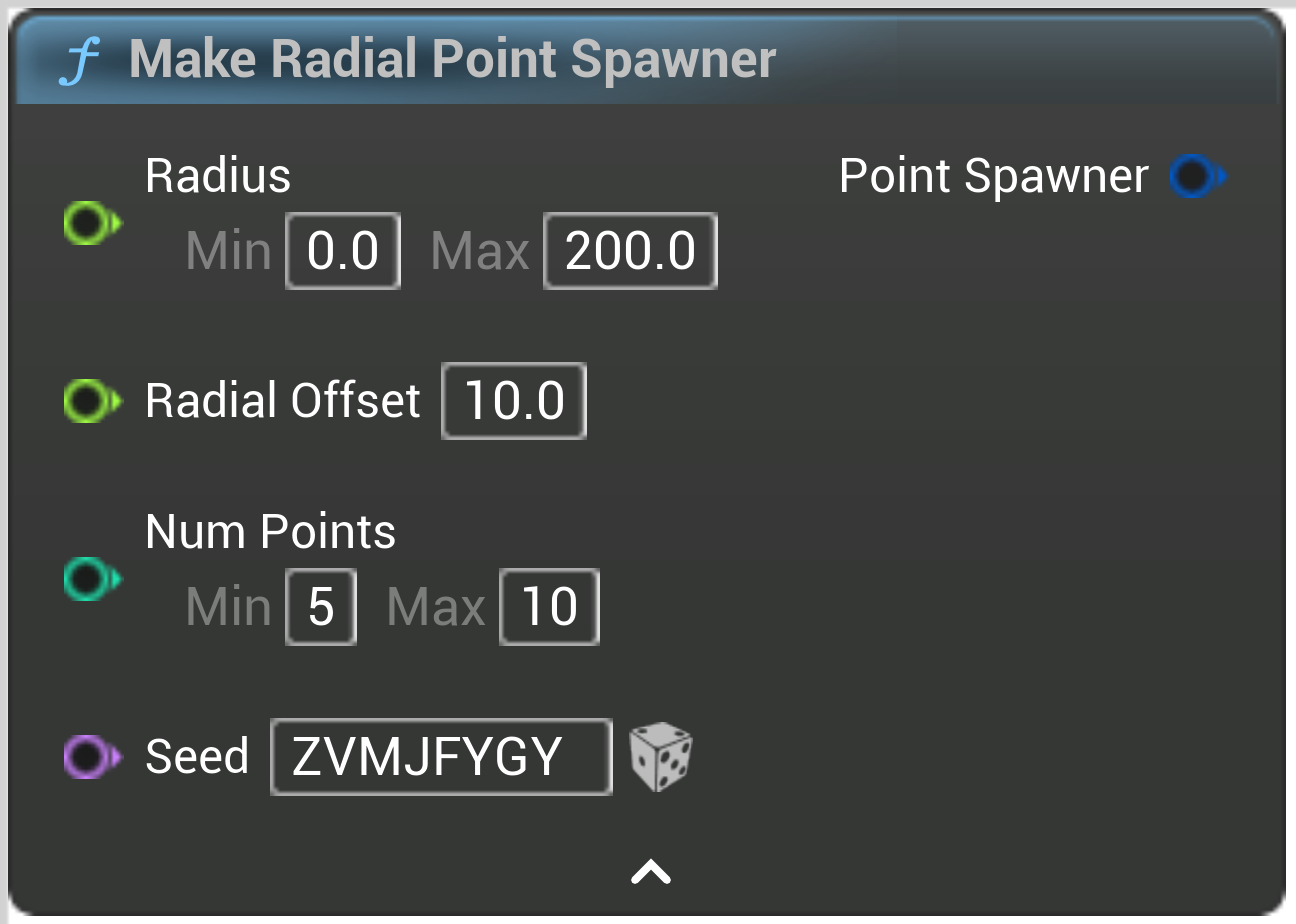 Make Radial Point Spawner
Radius
Point Spawner
Min 0.0 Max 200.0
Radial Offset 10.0
Num Points
Min 5 Max 10
Seed ZVMJFYGY